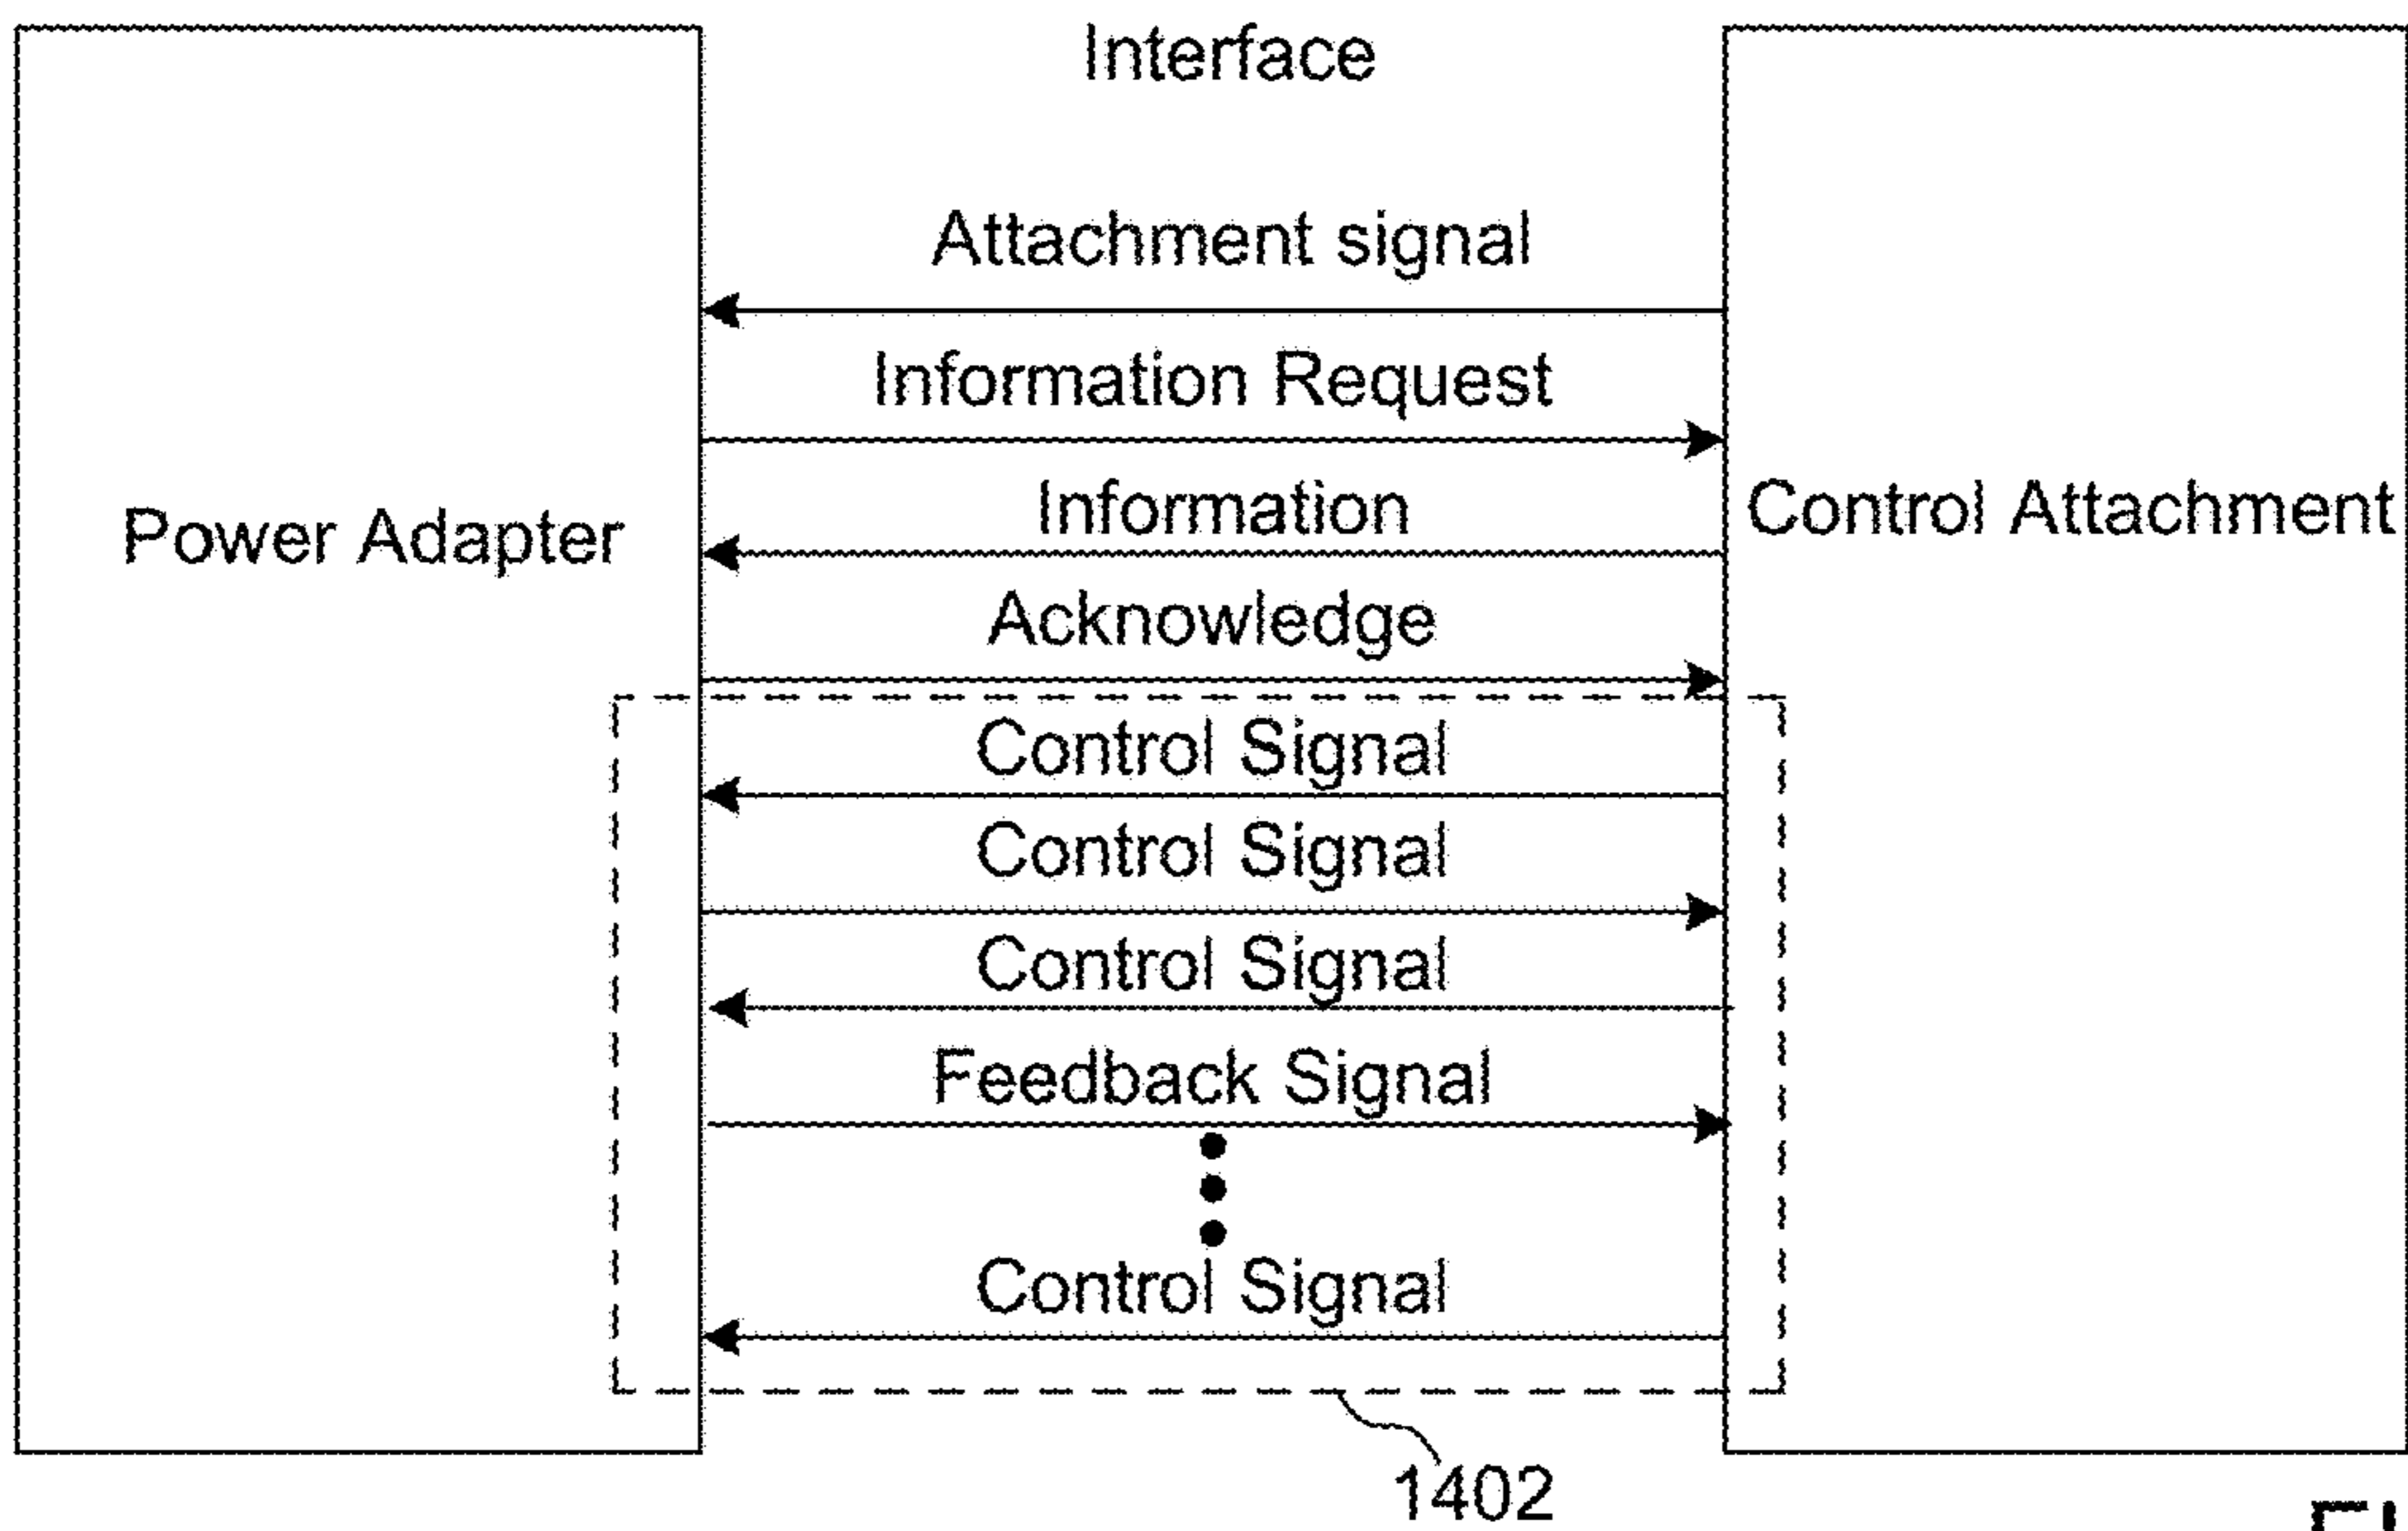 Interface
Attachment signal
Information Request
Information
Power Adapter
Control Attachment
Acknowledge
Control Signal
Control Signal
Control Signal
Feedback Signal
Control Signal
1402